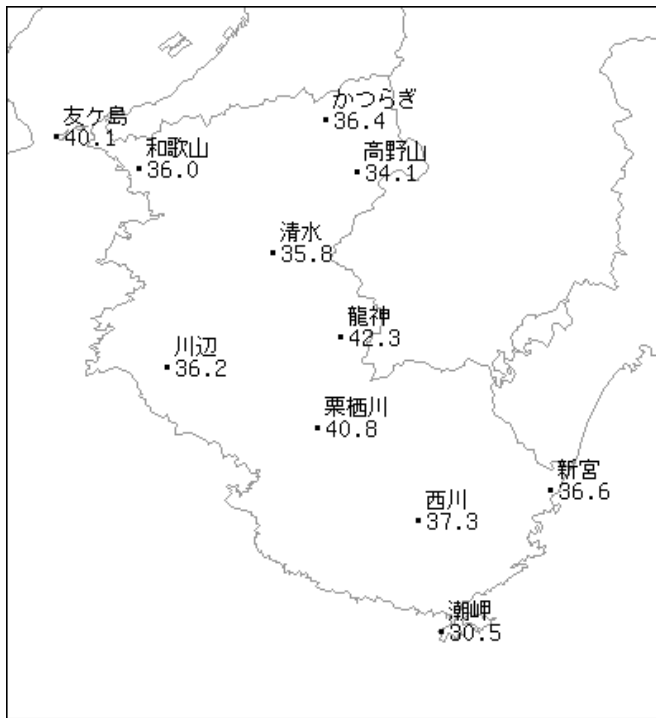 かつらぎ
36.4
友ケ島
40.1
和歌山
36.0
高野山
34.1
清水
35.8
龍神
42.3
川辺
36.2
栗栖川
40.8
新宮
36.6
西川
37.3
潮岬
30.5